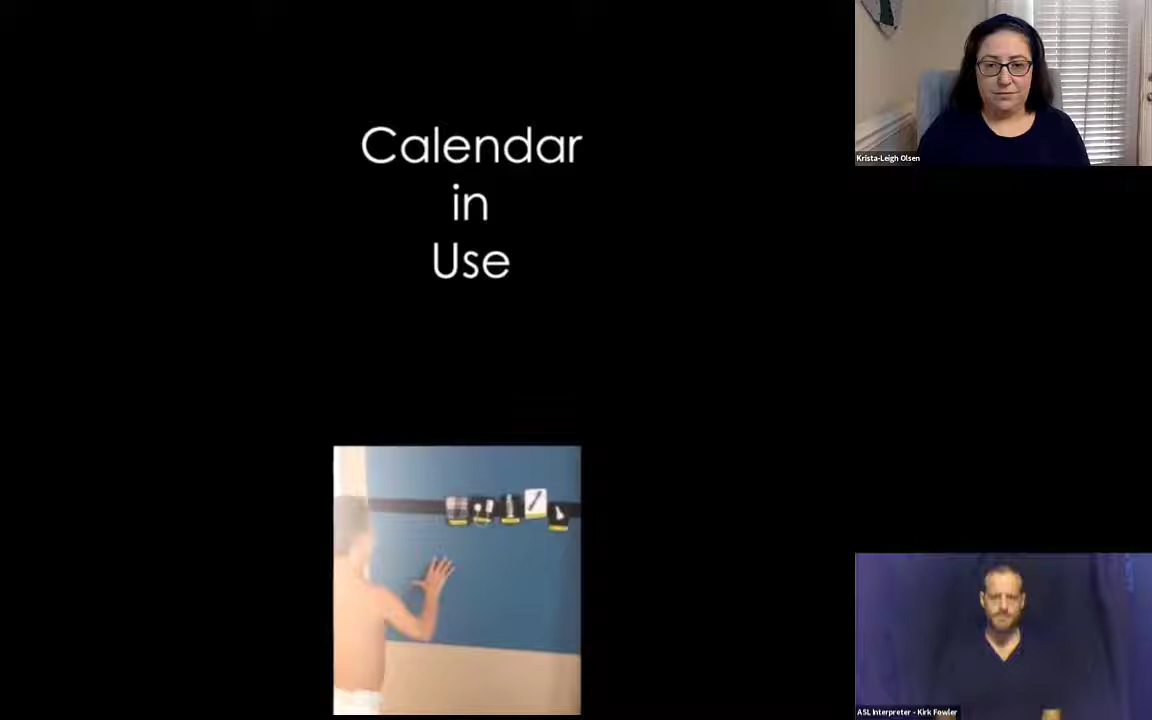 Calendar
in
Use
Krista-Leigh Olsen
ASL Interpreter - Kirk Fowler